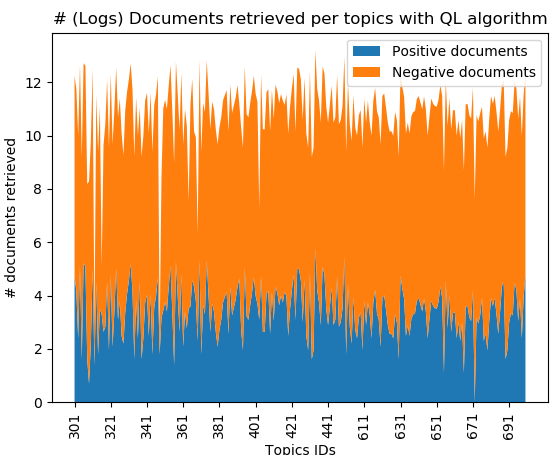 # (Logs) Documents retrieved per topics with QL algorithm
Positive documents
Negative documents
# documents retrieved
12
10
8
6
4
2
0
301 321 341 361 381 401 421 441 611 631 651 671 691
Topics IDs